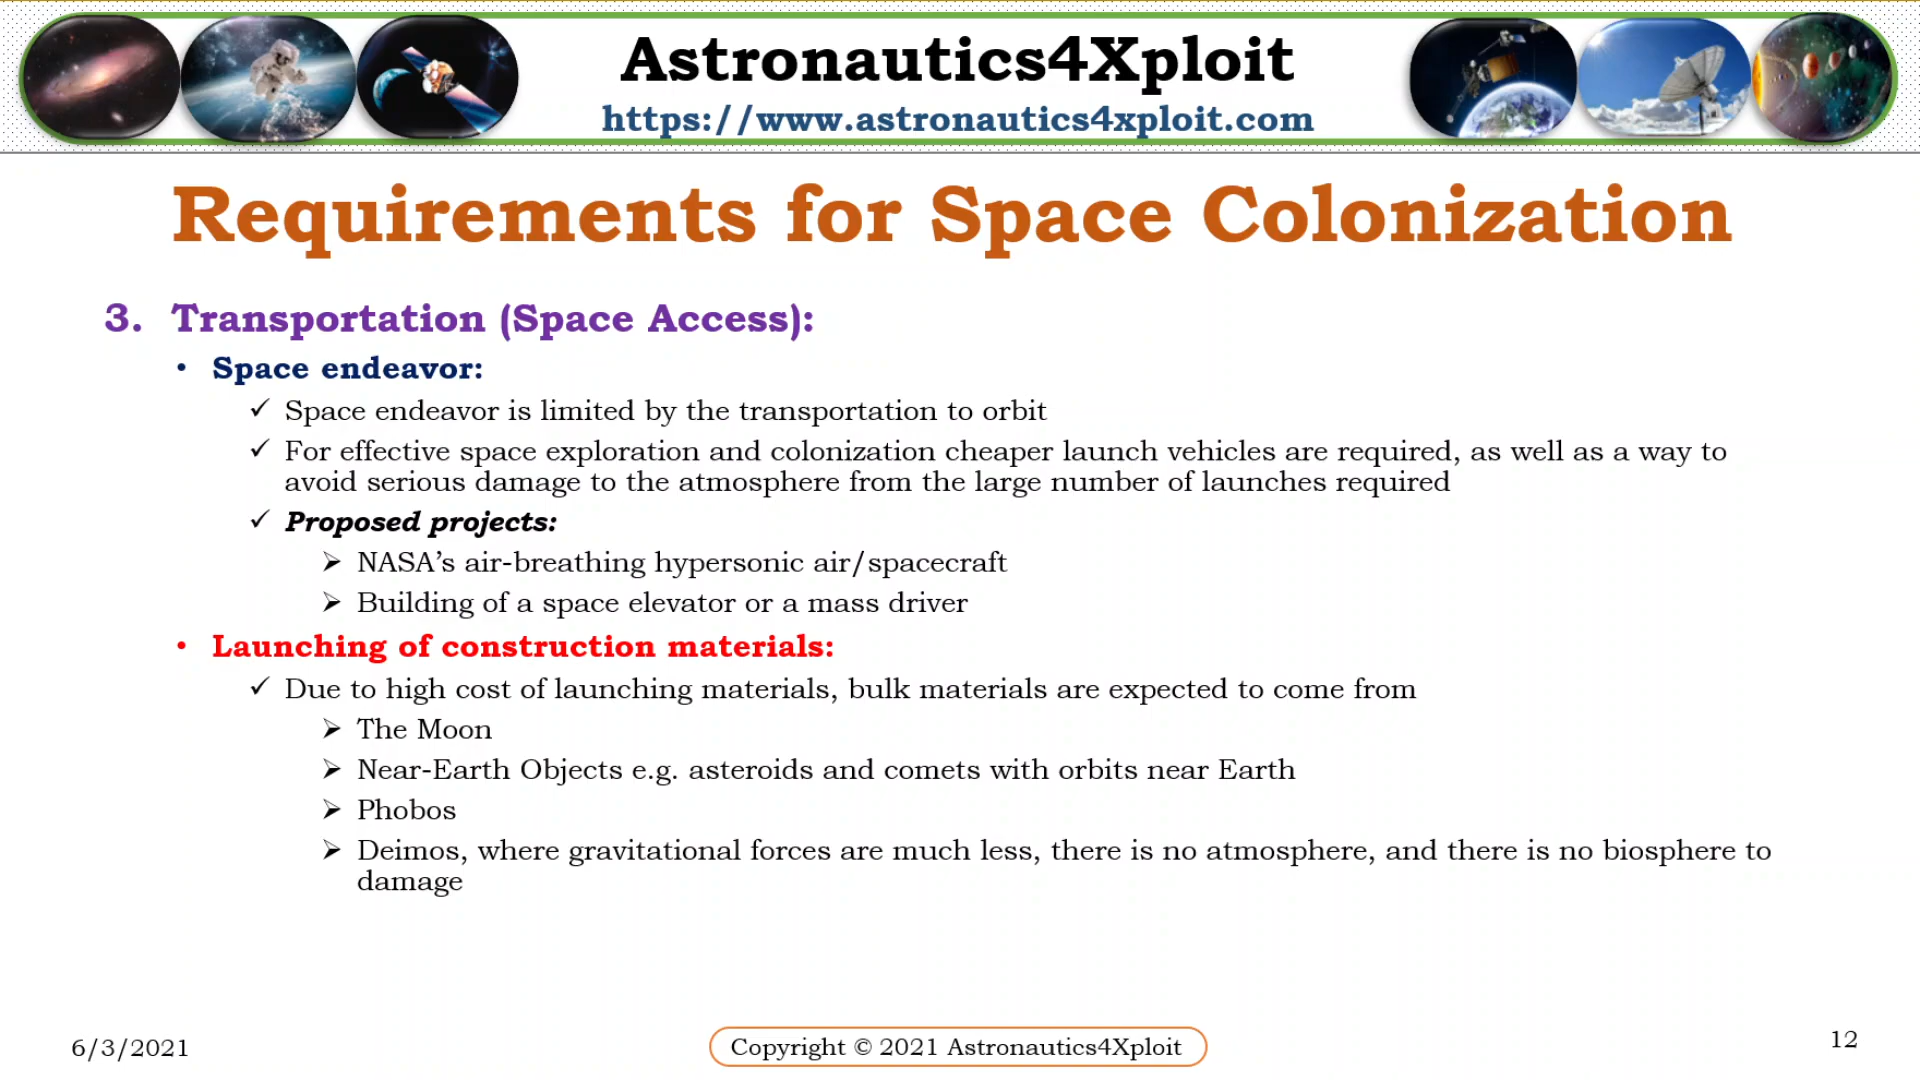 Astronautics4Xploit
https://www.astronautics4xploit.com
Requirements for Space Colonization
3. Transportation (Space Access):
• Space endeavor:
✓ Space endeavor is limited by the transportation to orbit
✓ For effective space exploration and colonization cheaper launch vehicles are required, as well as a way to
avoid serious damage to the atmosphere from the large number of launches required
✓ Proposed projects:
➢ NASA’s air-breathing hypersonic air/spacecraft
➢ Building of a space elevator or a mass driver
• Launching of construction materials:
✓ Due to high cost of launching materials, bulk materials are expected to come from
➢ The Moon
➢ Near-Earth Objects e.g. asteroids and comets with orbits near Earth
➢ Phobos
➢ Deimos, where gravitational forces are much less, there is no atmosphere, and there is no biosphere to
damage
6/3/2021
Copyright © 2021 Astronautics4Xploit
12